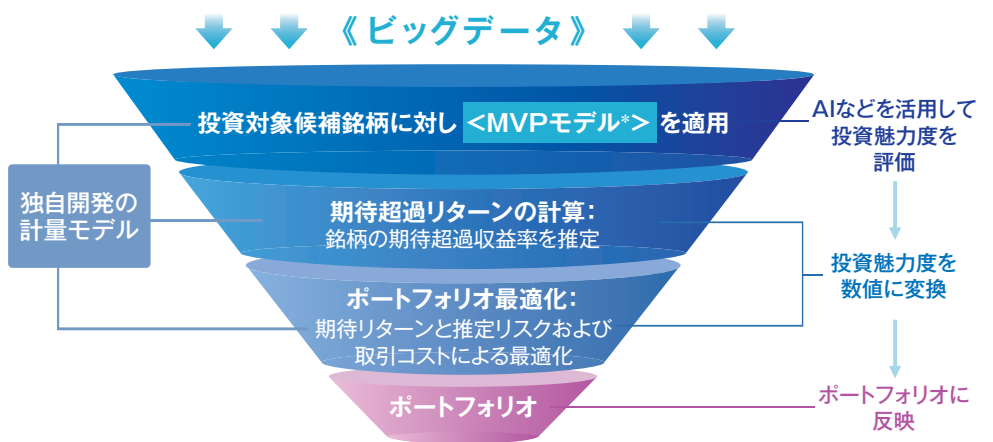 《ビッグデータ》
投資対象候補銘柄に対し <MVPモデル*> を適用
AIなどを活用して
投資魅力度を
評価
独自開発の
計量モデル
期待超過リターンの計算：
銘柄の期待超過収益率を推定
投資魅力度を
数値に変換
ポートフォリオ最適化：
期待リターンと推定リスクおよび
取引コストによる最適化
ポートフォリオ
ポートフォリオに
反映